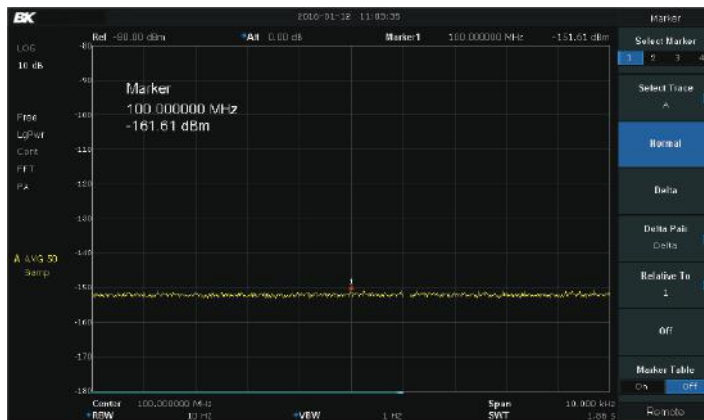 BK 2016-01-12 11:03:35 Marker
LOG
10 dB
Ref -80.00 dBm *Att 0.00 dB Marker1 100.000000 MHz -151.61 dBm
Select Marker
1 2 3 4
-80
-90
-100
-110
-120
-130
-140
-150
-160
-170
-180
Marker
100.000000 MHz
-161.61 dBm
Free
LgPwr
Cont
FFT
PA
A AVG 50
Samp
1
Select Trace
A
Normal
Delta
Delta Pair
Delta
Relative To
1
Off
Marker Table
On Off
Remote
Center 100.000000 MHz Span 10.000 kHz
*RBW 10 Hz *VBW 1 Hz SWT